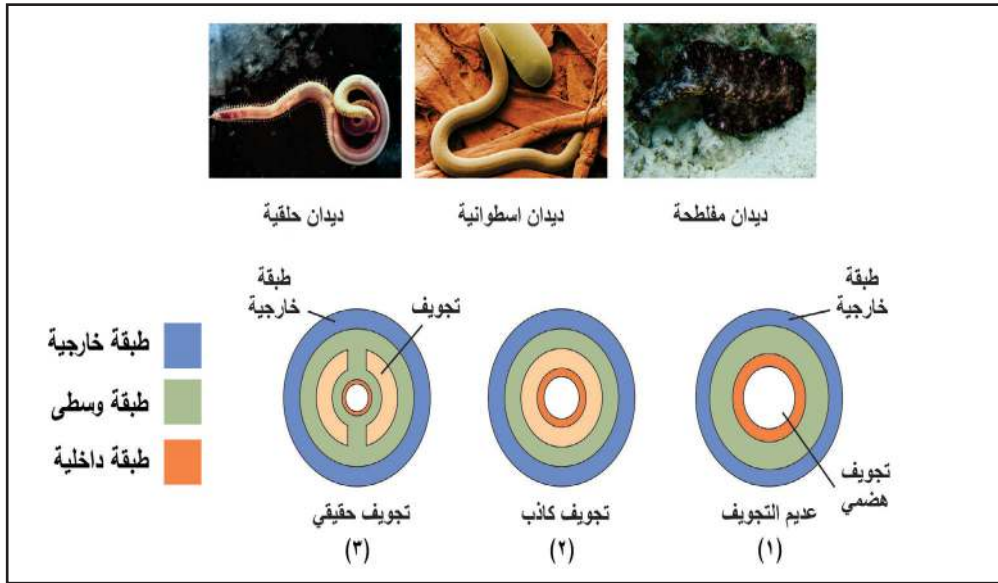 ديدان مفلطحة
ديدان اسطوانية
ديدان حلقية
طبقة
خارجية
تجويف
هضمي
عديم التجويف
(١)
تجويف كاذب
(٢)
تجويف
طبقة
خارجية
تجويف حقيقي
(٣)
طبقة خارجية
طبقة وسطى
طبقة داخلية